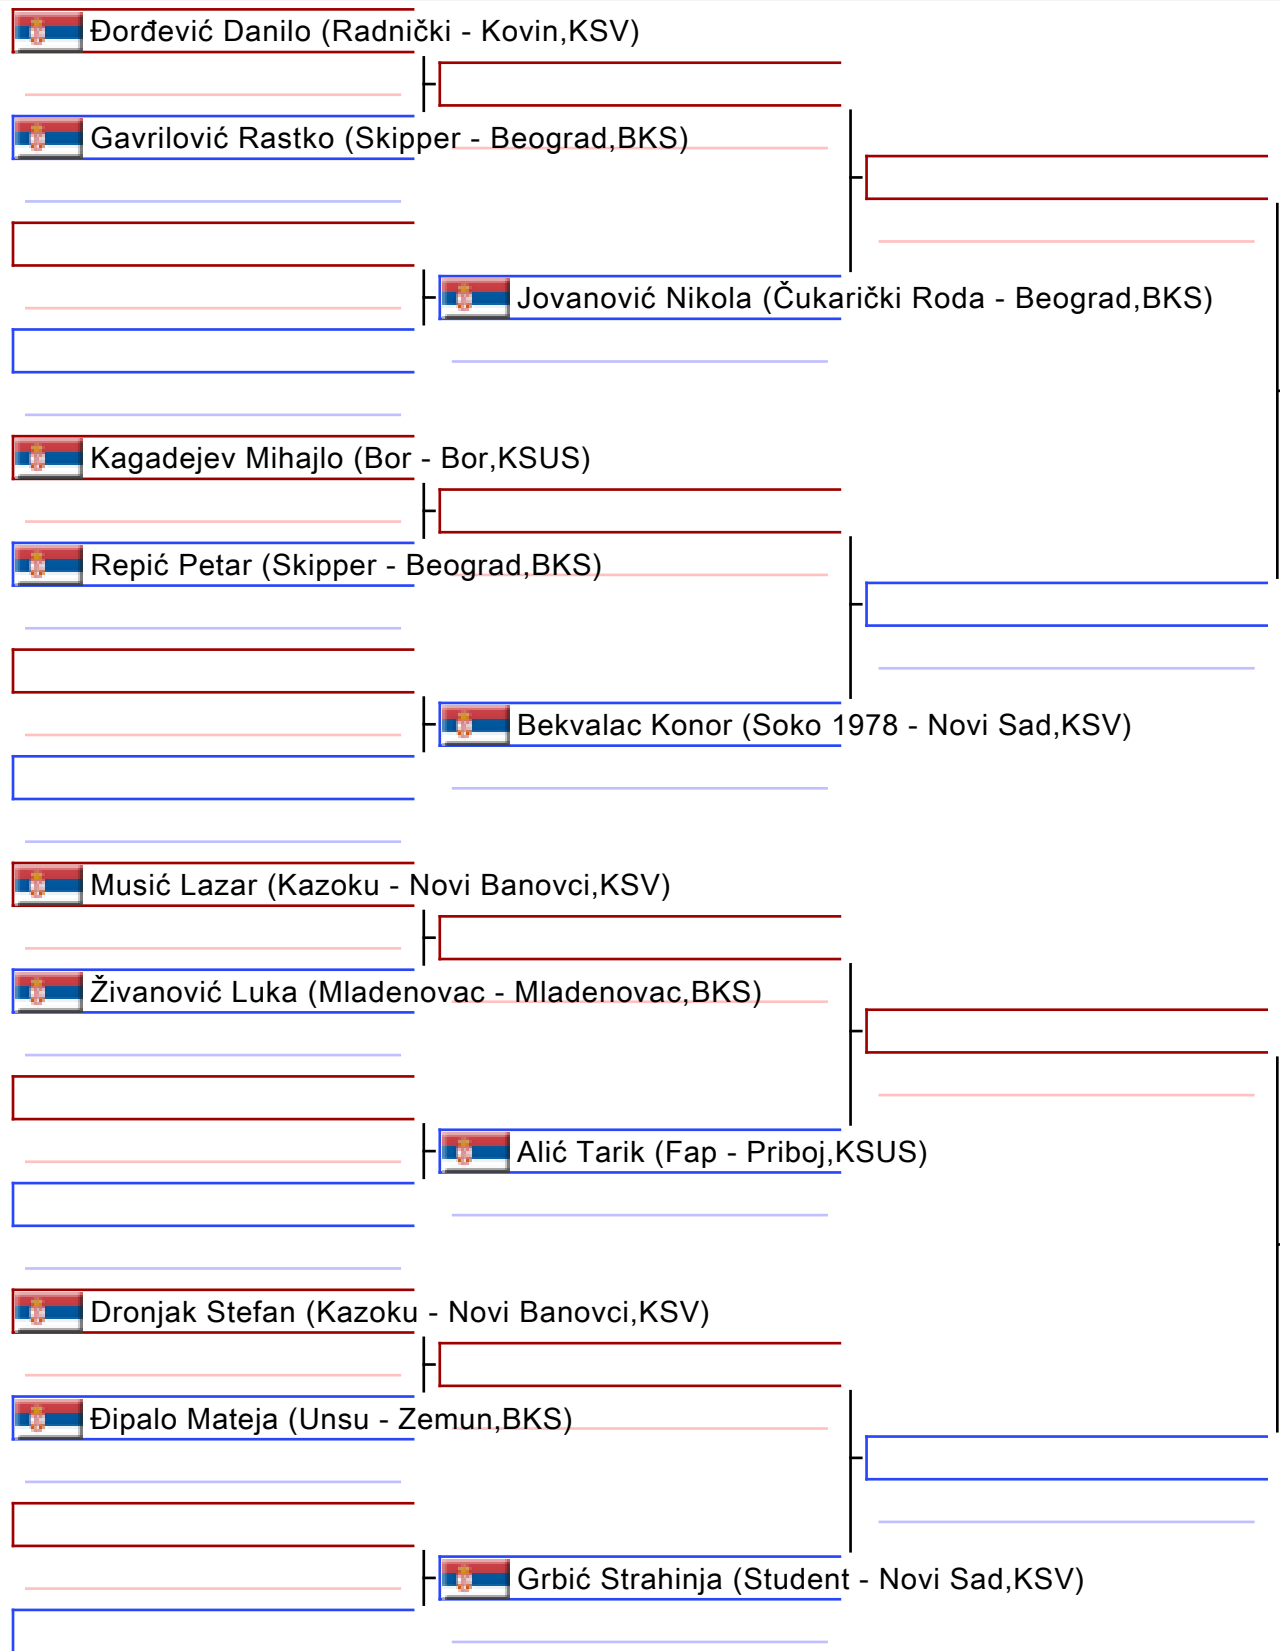 Đorđević Danilo (Radnički - Kovin,KSV)
Gavrilović Rastko (Skipper - Beograd,BKS)
Jovanović Nikola (Čukarički Roda - Beograd,BKS)
Kagadejev Mihajlo (Bor - Bor,KSUS)
Repić Petar (Skipper - Beograd,BKS)
Bekvalac Konor (Soko 1978 - Novi Sad,KSV)
Musić Lazar (Kazoku - Novi Banovci,KSV)
Živanović Luka (Mladenovac - Mladenovac,BKS)
Alić Tarik (Fap - Priboj,KSUS)
Dronjak Stefan (Kazoku - Novi Banovci,KSV)
Đipalo Mateja (Unsu - Zemun,BKS)
Grbić Strahinja (Student - Novi Sad,KSV)